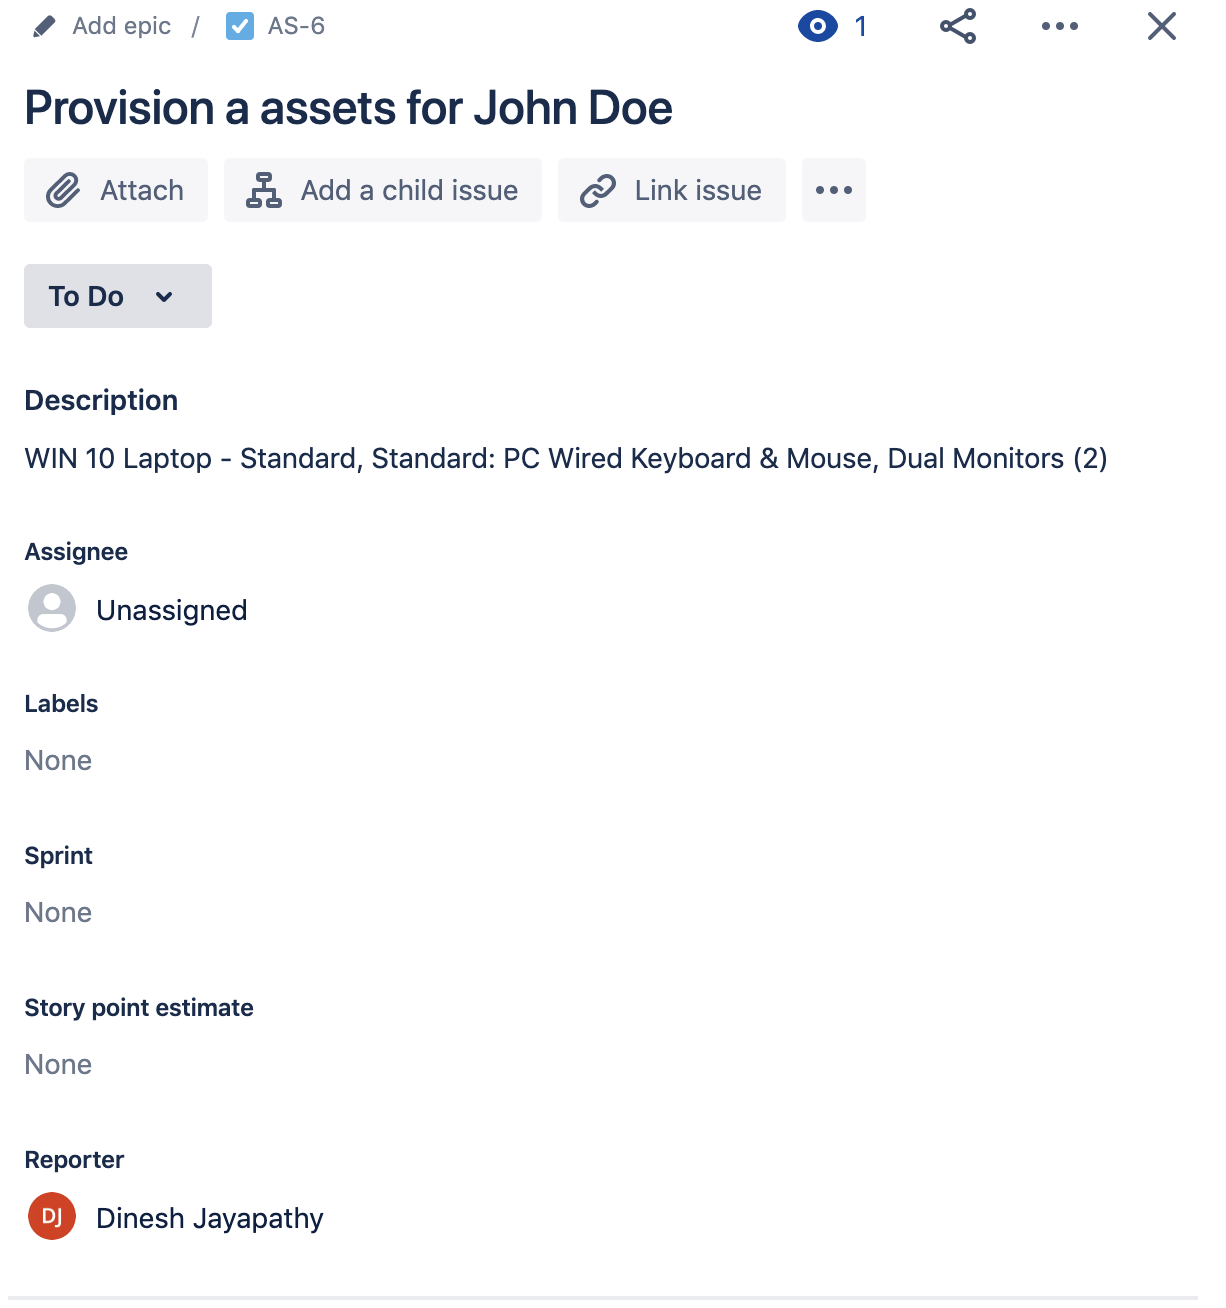 Add epic / AS-6 1
Provision a assets for John Doe
Attach Add a child issue Link issue
To Do
Description
WIN 10 Laptop - Standard, Standard: PC Wired Keyboard & Mouse, Dual Monitors (2)
Assignee
Unassigned
Labels
None
Sprint
None
Story point estimate
None
Reporter
DJ Dinesh Jayapathy